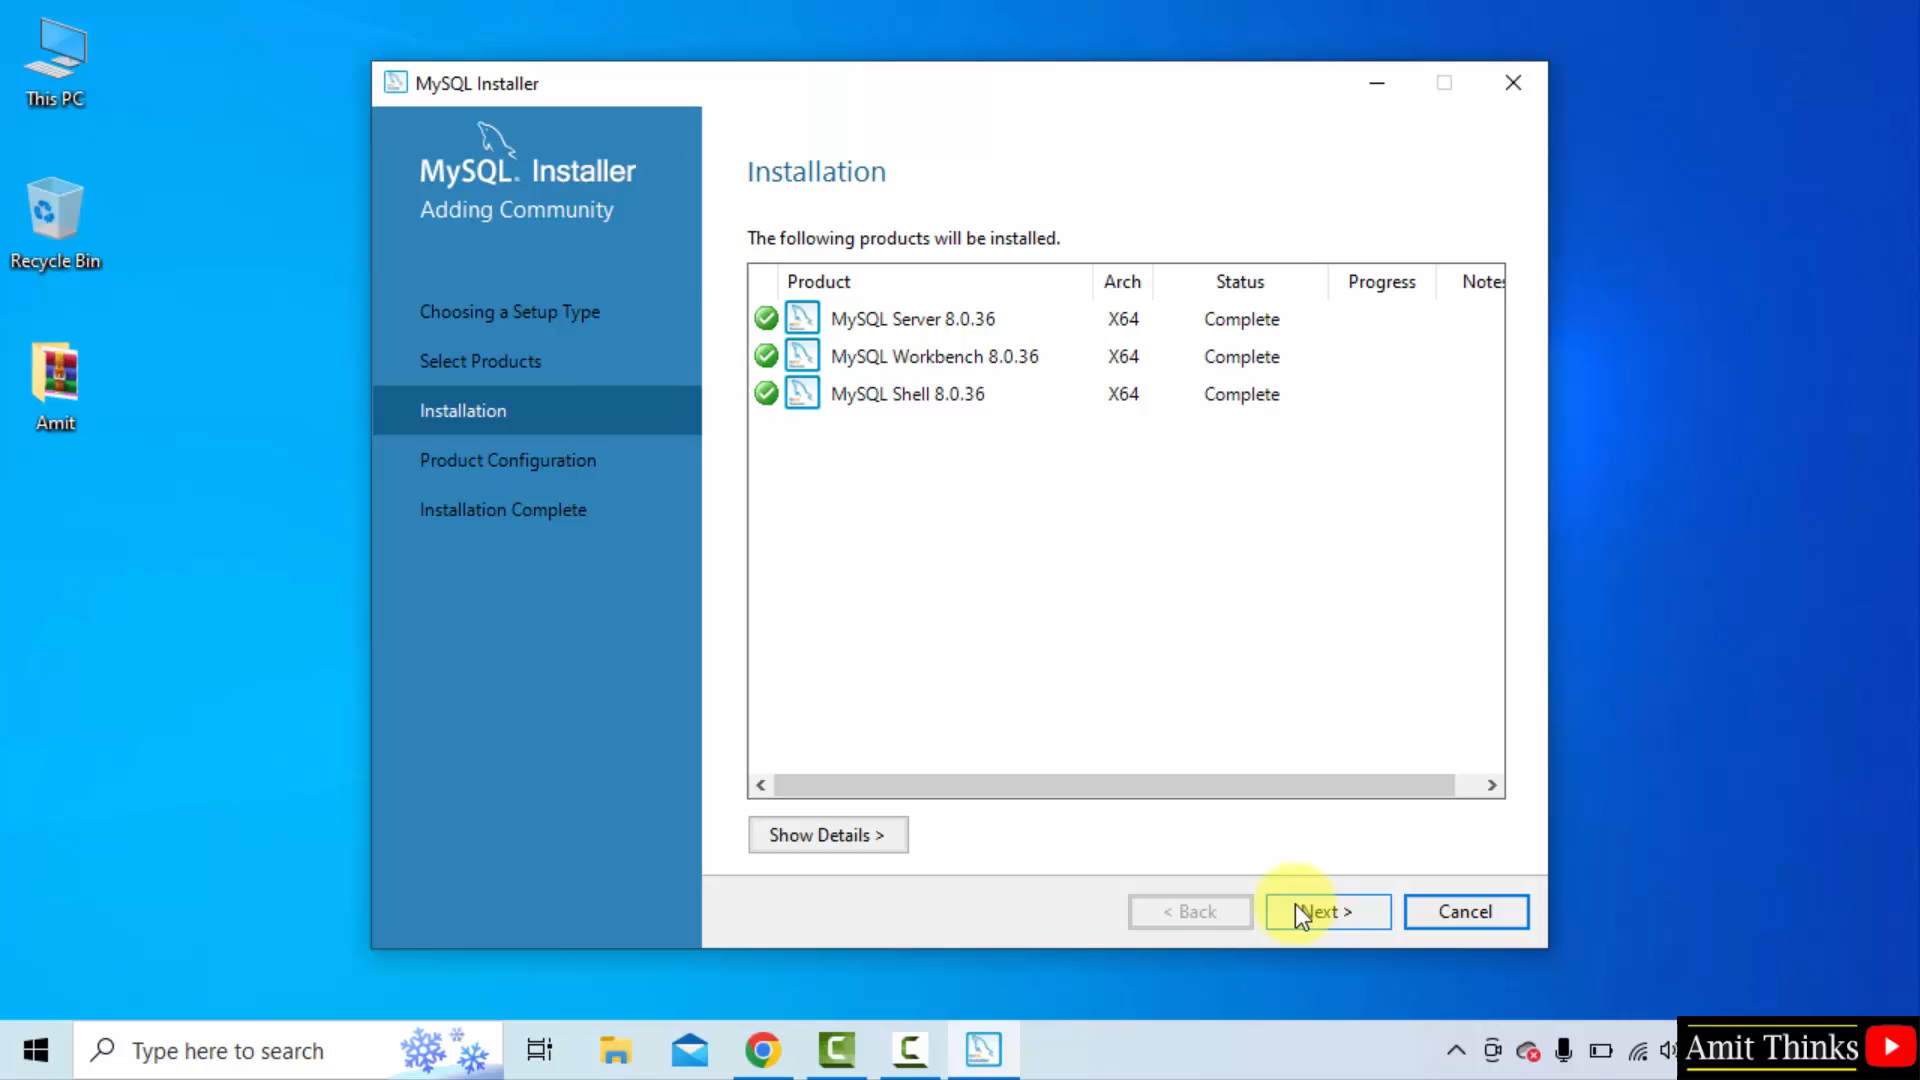 This PC
Recycle Bin
Amit
MySQL Installer
MySQL. Installer
Adding Community
Choosing a Setup Type
Select Products
Installation
Product Configuration
Installation Complete
Installation
The following products will be installed.
Product Arch Status Progress Notes
MySQL Server 8.0.36 X64 Complete
MySQL Workbench 8.0.36 X64 Complete
MySQL Shell 8.0.36 X64 Complete
Show Details >
< Back Next > Cancel
Type here to search
Amit Thinks